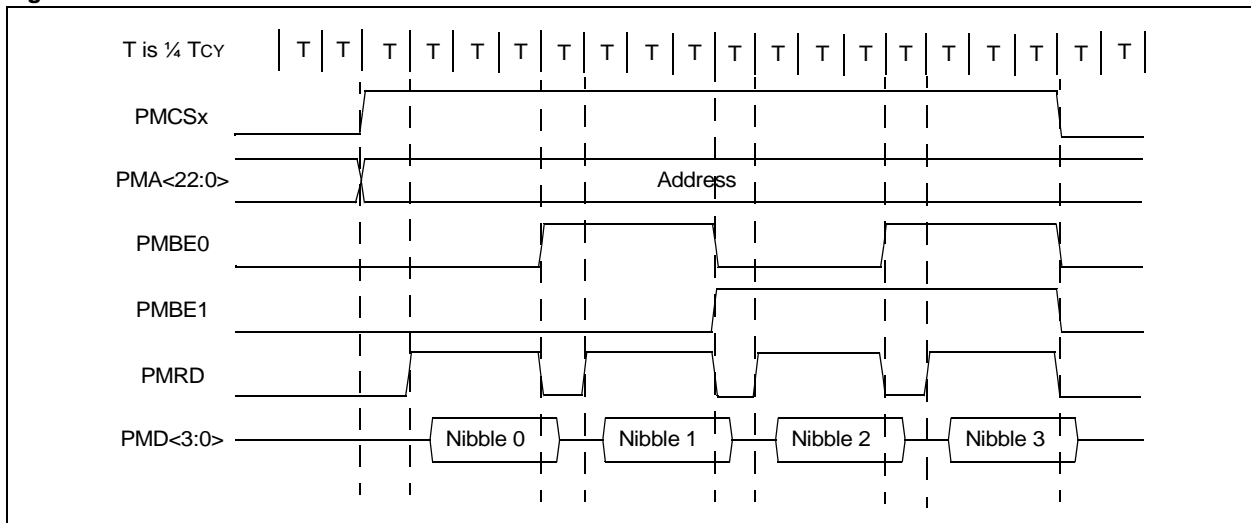 T is ¼ TCY T T T T T T T T T T T T T T T T T T T T
PMCSx
PMA<22:0> Address
PMBE0
PMBE1
PMRD
PMD<3:0> Nibble 0 Nibble 1 Nibble 2 Nibble 3